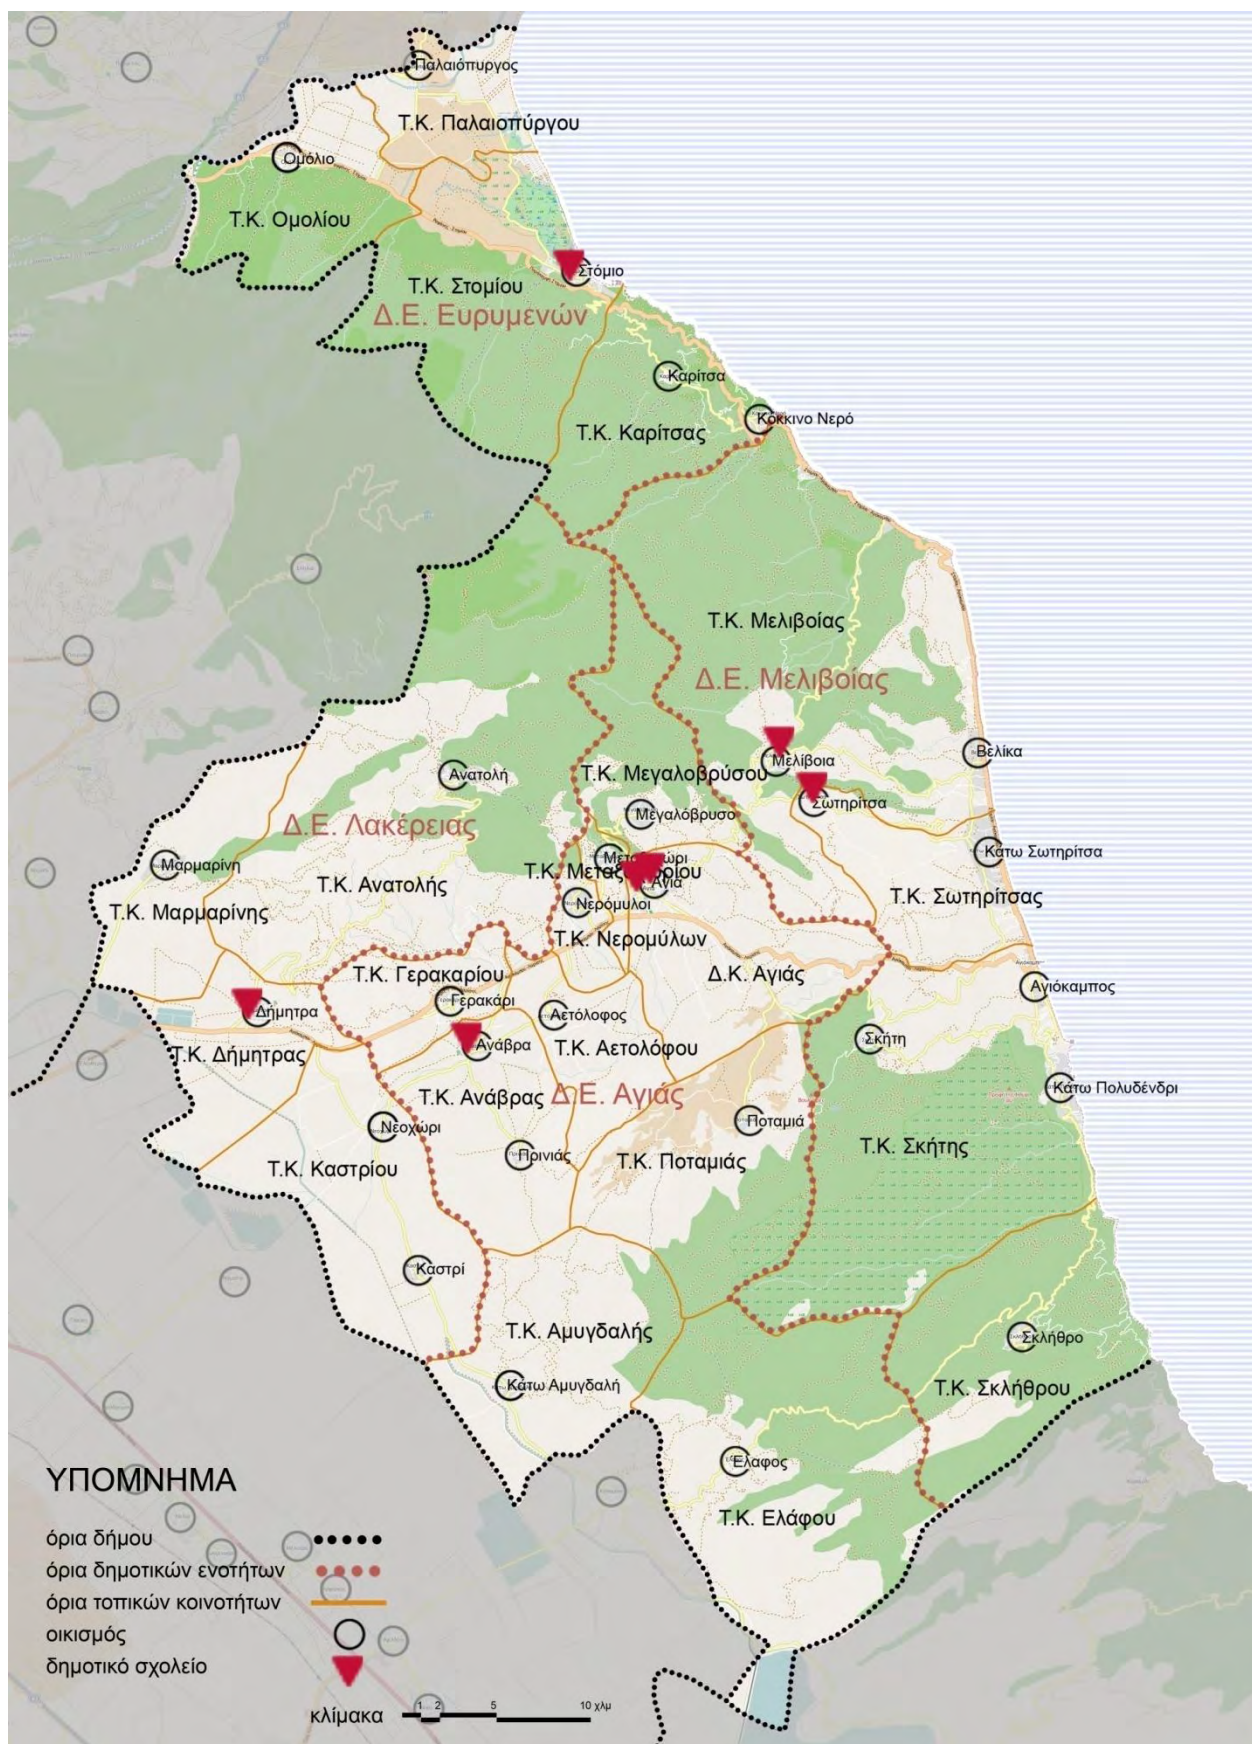 Παλαιόπυργος
Τ.Κ. Παλαιοπύργου
Ομόλιο
Τ.Κ. Ομολίου
Στόμιο
Τ.Κ. Στομίου
Δ.Ε. Ευρυμενών
Καρίτσα
Κόκκινο Νερό
Τ.Κ. Καρίτσας
Τ.Κ. Μελιβοίας
Δ.Ε. Μελιβοίας
Βελίκα
Μελίβοια
Ανατολή
Τ.Κ. Μεγαλοβρύσου
Σωτηρίτσα
Μεγαλόβρυσο
Δ.Ε. Λακέρειας
Κάτω Σωτηρίτσα
Μαρμαρίνη
Τ.Κ. Ανατολής
Αγιά
Τ.Κ. Σωτηρίτσας
Νερόμυλοι
Τ.Κ. Μαρμαρίνης
Τ.Κ. Νερομύλων
Τ.Κ. Γερακαρίου
Δ.Κ. Αγιάς
Αγιόκαμπος
Γερακάρι
Δήμητρα
Αετόλοφος
Σκήτη
Ανάβρα
Τ.Κ. Αετολόφου
Τ.Κ. Δήμητρας
Κάτω Πολυδένδρι
Τ.Κ. Ανάβρας
Δ.Ε. Αγιάς
Ποταμιά
Νεοχώρι
Τ.Κ. Σκήτης
Πρινιάς
Τ.Κ. Ποταμιάς
Τ.Κ. Καστρίου
Καστρί
Τ.Κ. Αμυγδαλής
Σκλήθρο
Κάτω Αμυγδαλή
Τ.Κ. Σκλήθρου
Έλαφος
Τ.Κ. Ελάφου
ΥΠΟΜΝΗΜΑ
όρια δήμου
όρια δημοτικών ενοτήτων
όρια τοπικών κοινοτήτων
οικισμός
δημοτικό σχολείο
κλίμακα
1 2 5 10 χλμ